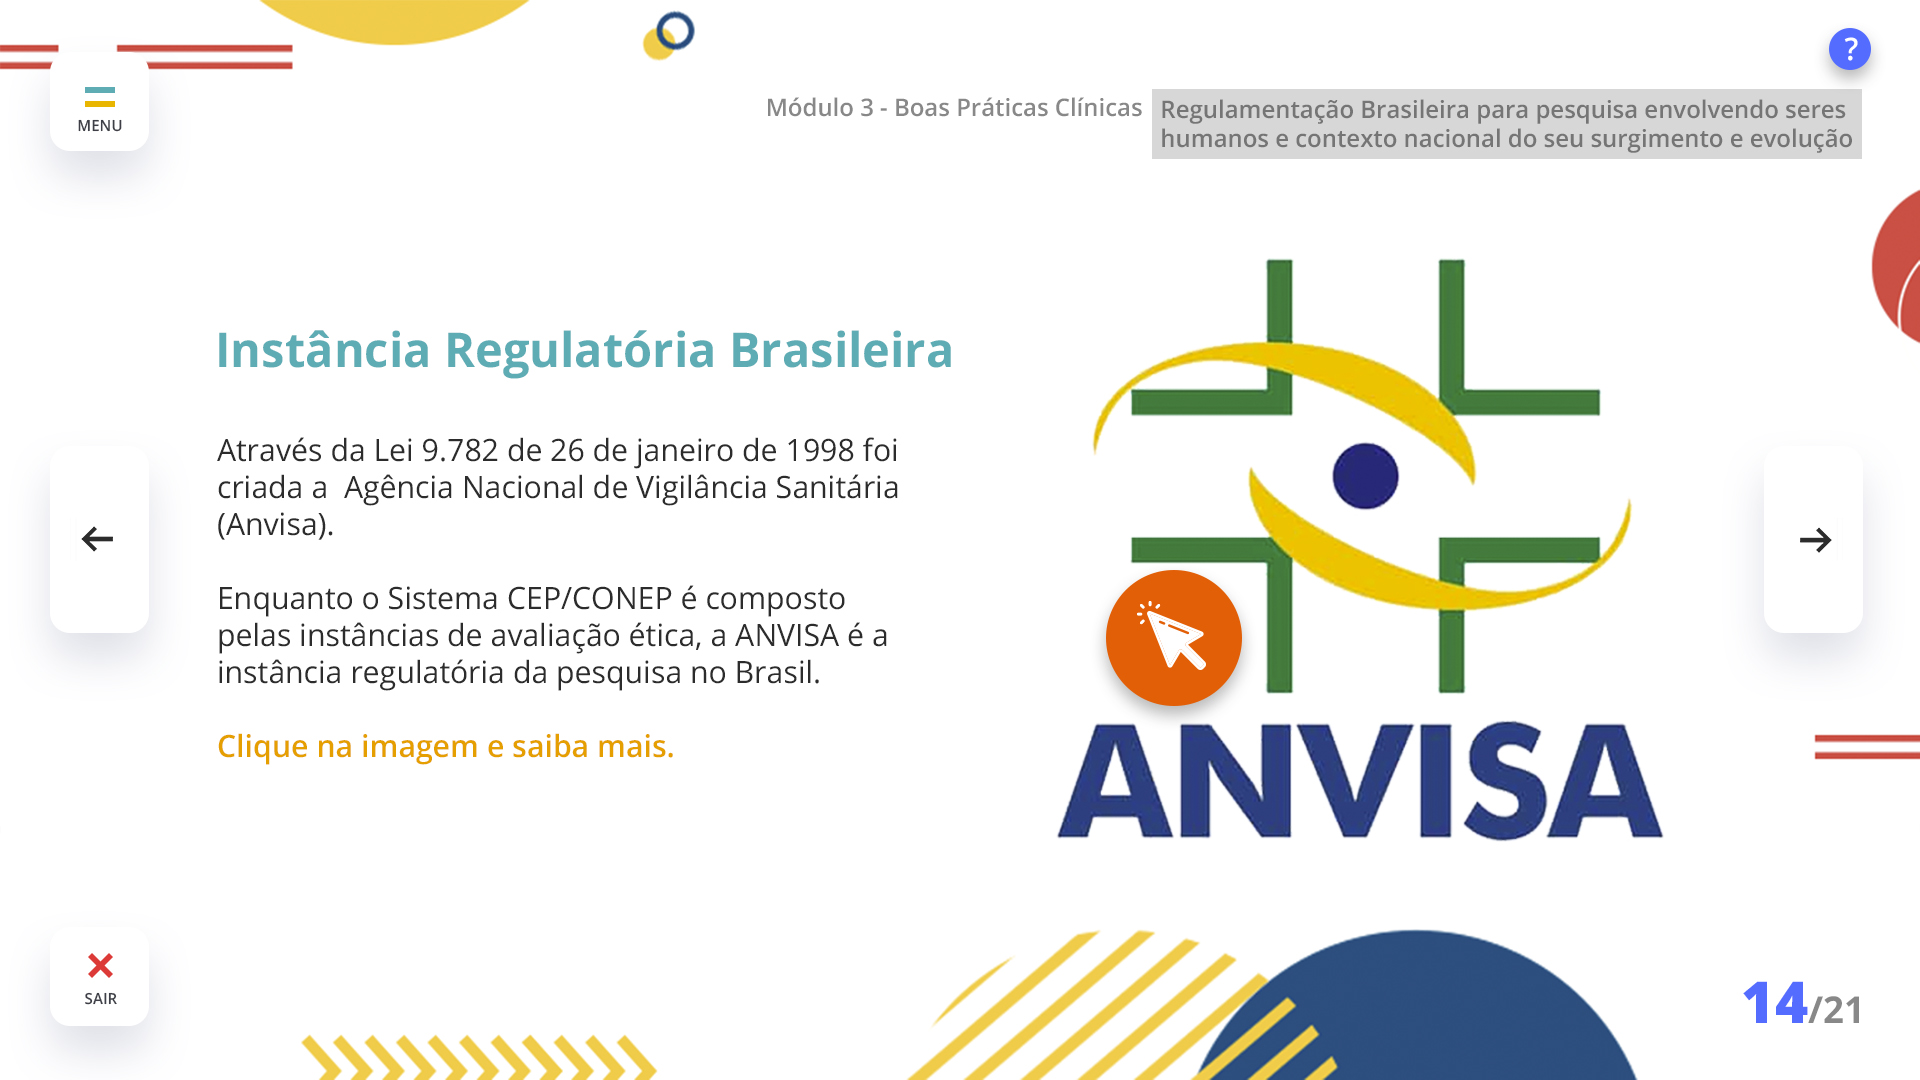 ?
MENU
Módulo 3 - Boas Práticas Clínicas
Regulamentação Brasileira para pesquisa envolvendo seres
humanos e contexto nacional do seu surgimento e evolução
Instância Regulatória Brasileira
Através da Lei 9.782 de 26 de janeiro de 1998 foi
criada a  Agência Nacional de Vigilância Sanitária
(Anvisa).
Enquanto o Sistema CEP/CONEP é composto
pelas instâncias de avaliação ética, a ANVISA é a
instância regulatória da pesquisa no Brasil.
Clique na imagem e saiba mais.
ANVISA
SAIR
14/21